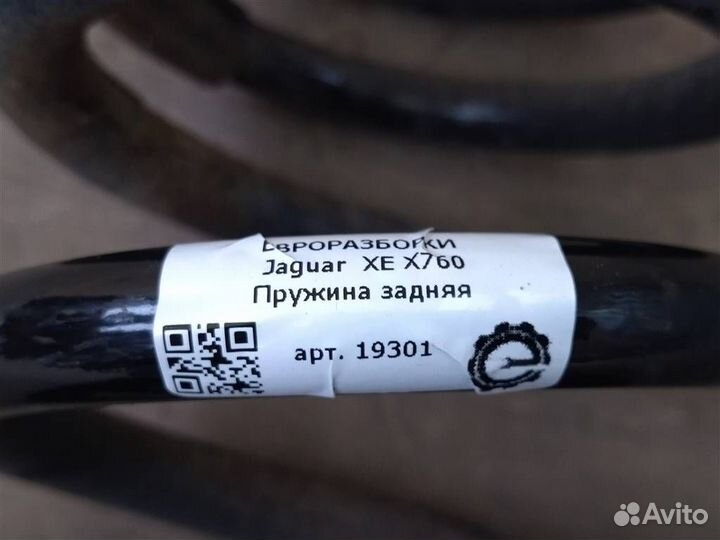 ЕВРОРАЗБОРКИ
Jaguar XE X760
Пружина задняя
арт. 19301
Avito